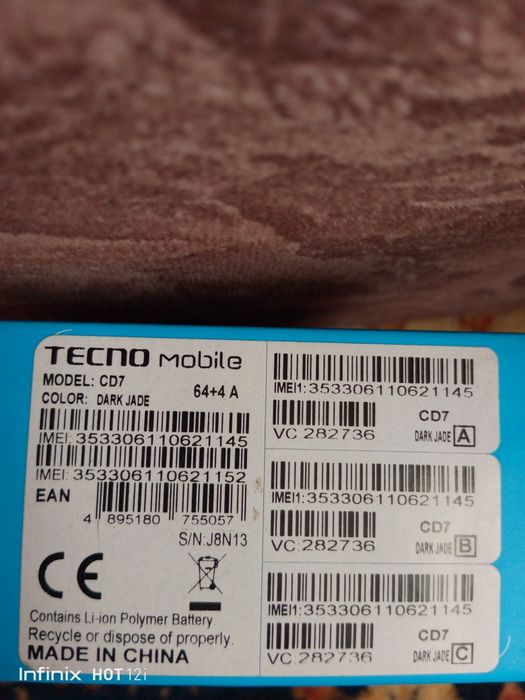 TECNO Mobile
MODEL: CD7
COLOR: DARK JADE
64+4 A
IMEI: 353306110621145
IMEI: 353306110621152
EAN
4 895180 755057
S/N:J8N13
CE
Contains Li-ion Polymer Battery
Recycle or dispose of properly.
MADE IN CHINA
IMEI1:353306110621145
CD7
VC:282736
DARK JADE A
IMEI1:353306110621145
CD7
VC:282736
DARK JADE B
IMEI1:353306110621145
CD7
VC:282736
DARK JADE C
Infinix HOT 12i